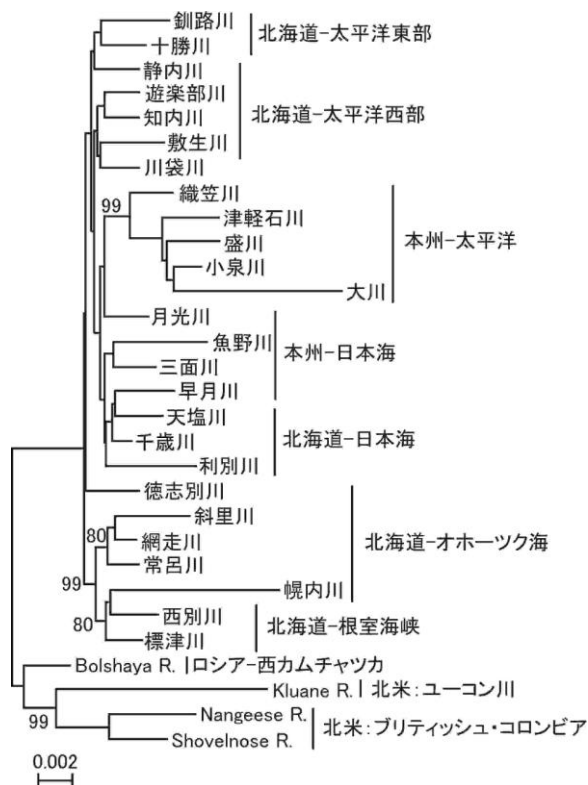 釧路川
十勝川
北海道-太平洋東部
静内川
遊楽部川
知内川
敷生川
川袋川
北海道-太平洋西部
99
織笠川
津軽石川
盛川
小泉川
大川
本州-太平洋
月光川
魚野川
三面川
早月川
本州-日本海
天塩川
千歳川
利別川
北海道-日本海
徳志別川
80
斜里川
網走川
常呂川
北海道-オホーツク海
99
幌内川
80
西別川
標津川
北海道-根室海峡
Bolshaya R.
ロシア-西カムチャツカ
Kluane R.
北米:ユーコン川
99
Nangeese R.
Shovelnose R.
北米:ブリティッシュ・コロンビア
0.002